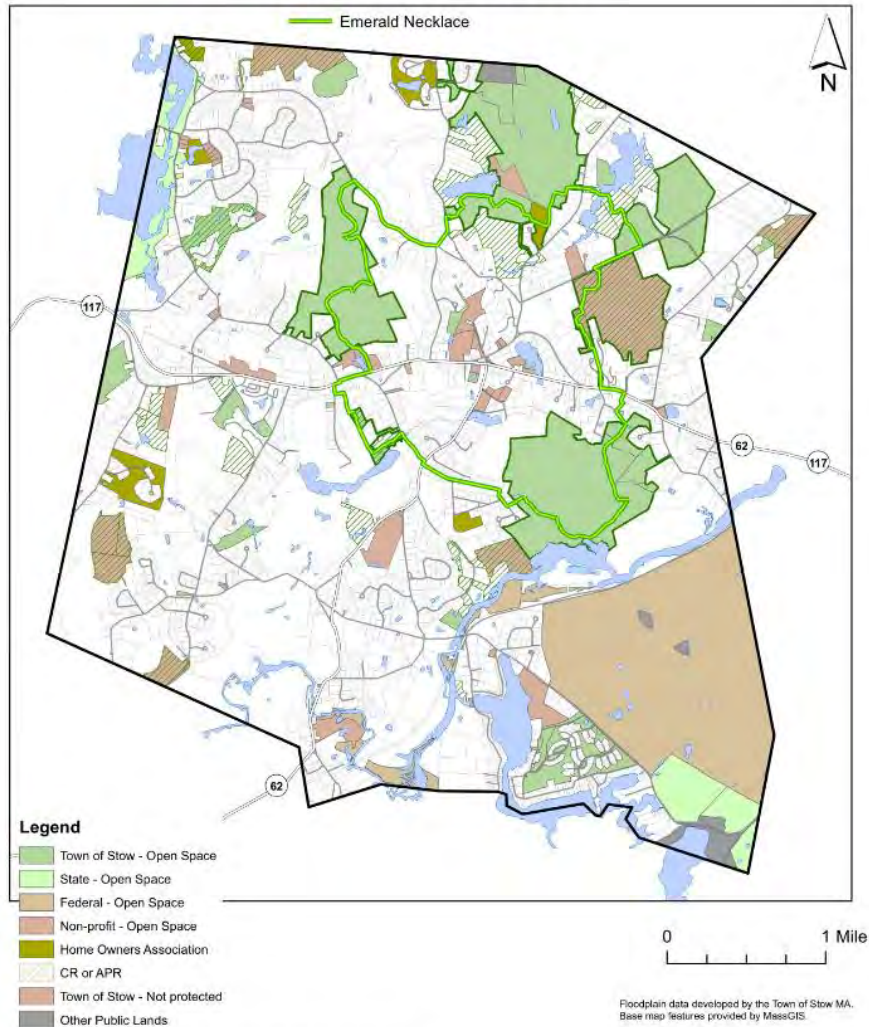 Emerald Necklace
N
117
62
117
62
Legend
Town of Stow - Open Space
State - Open Space
Federal - Open Space
Non-profit - Open Space
Home Owners Association
CR or APR
Town of Stow - Not protected
Other Public Lands
0 1 Mile
Floodplain data developed by the Town of Stow MA.
Base map features provided by MassGIS.